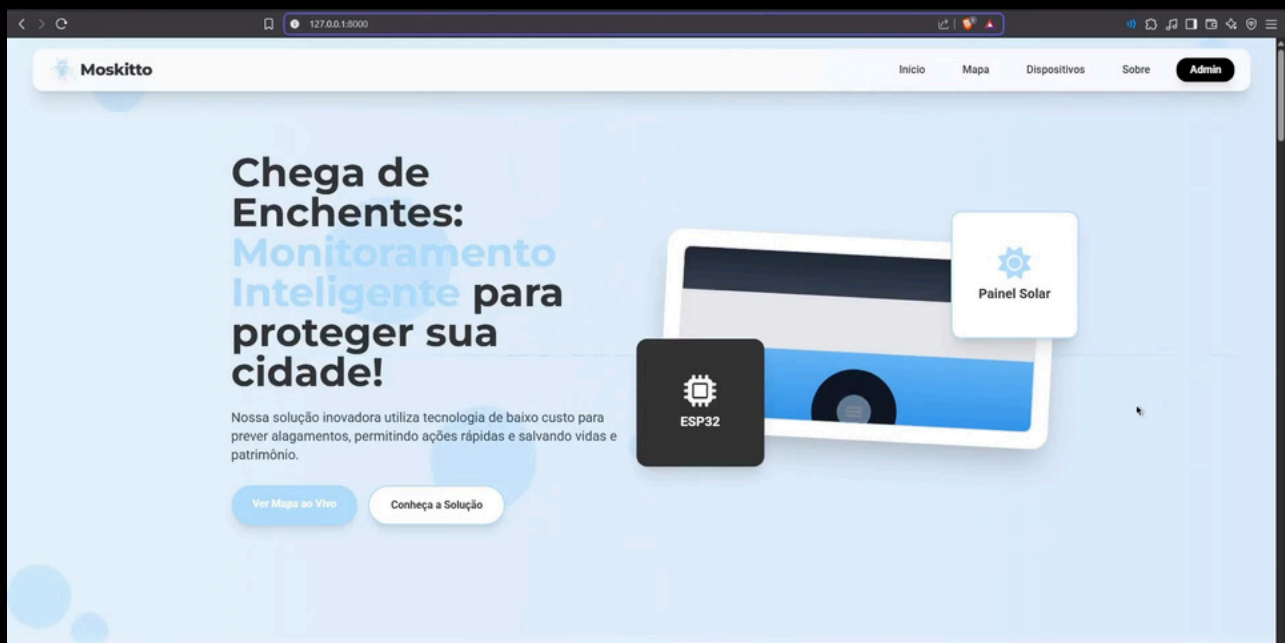 127.0.0.1:8000
Moskitto
Início
Mapa
Dispositivos
Sobre
Admin
Chega de
Enchentes:
Monitoramento
Inteligente para
proteger sua
cidade!
Painel Solar
ESP32
Nossa solução inovadora utiliza tecnologia de baixo custo para
prever alagamentos, permitindo ações rápidas e salvando vidas e
patrimônio.
Ver Mapa ao Vivo
Conheça a Solução